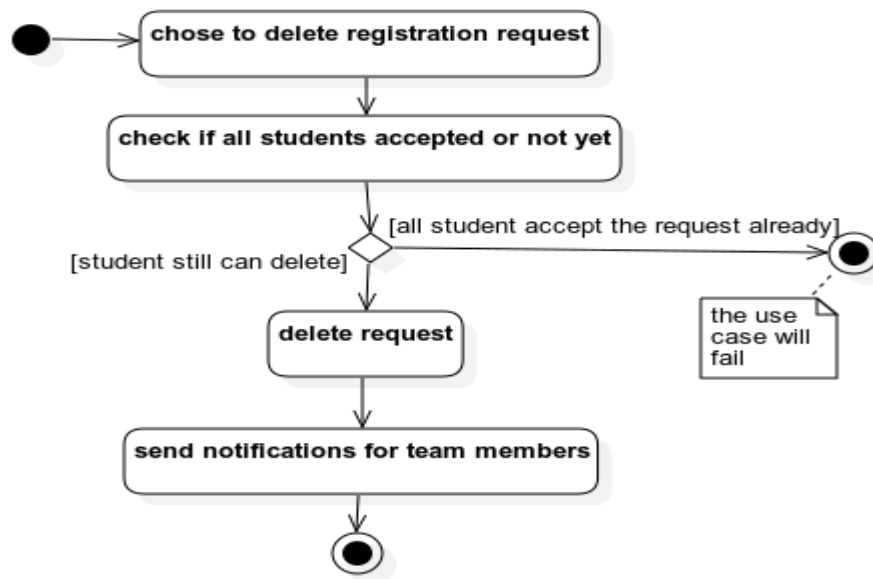 chose to delete registration request
check if all students accepted or not yet
[all student accept the request already]
[student still can delete]
delete request
the use
case will
fail
send notifications for team members